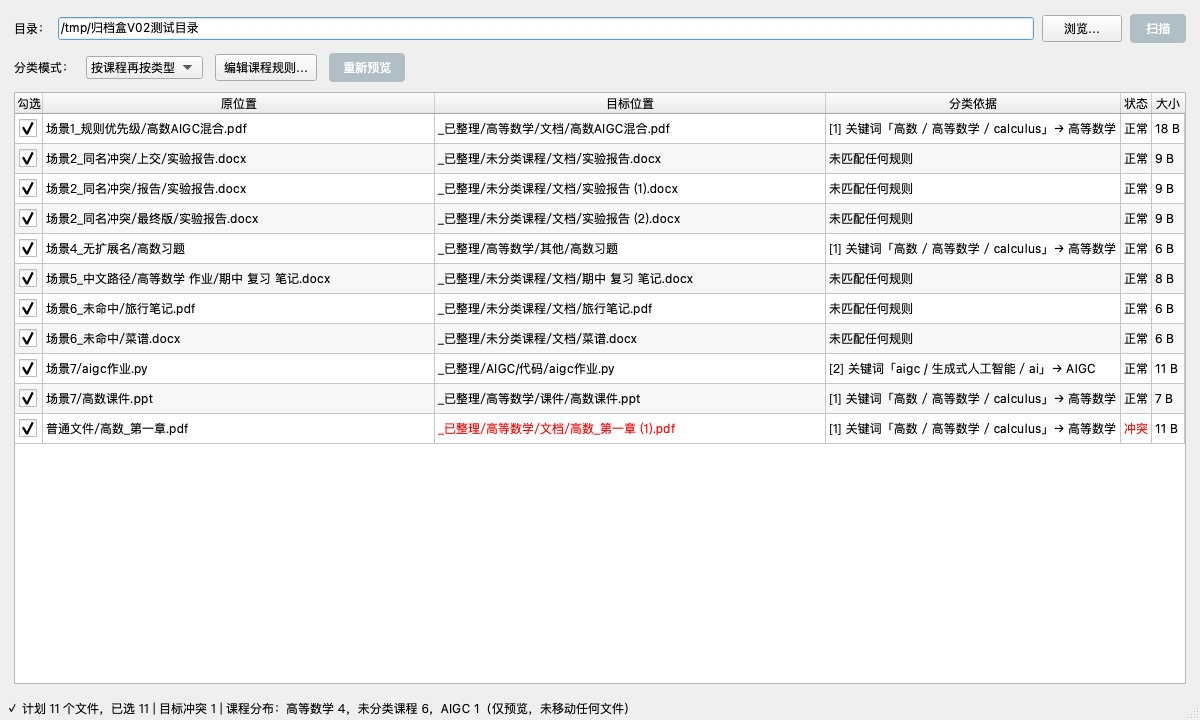 目录： /tmp/归档盒V02测试目录 浏览... 扫描
分类模式： 按课程再按类型 编辑课程规则... 重新预览
勾选 原位置 目标位置 分类依据 状态 大小
场景1_规则优先级/高数AIGC混合.pdf _已整理/高等数学/文档/高数AIGC混合.pdf [1] 关键词「高数 / 高等数学 / calculus」→ 高等数学 正常 18 B
场景2_同名冲突/上交/实验报告.docx _已整理/未分类课程/文档/实验报告.docx 未匹配任何规则 正常 9 B
场景2_同名冲突/报告/实验报告.docx _已整理/未分类课程/文档/实验报告 (1).docx 未匹配任何规则 正常 9 B
场景2_同名冲突/最终版/实验报告.docx _已整理/未分类课程/文档/实验报告 (2).docx 未匹配任何规则 正常 9 B
场景4_无扩展名/高数习题 _已整理/高等数学/其他/高数习题 [1] 关键词「高数 / 高等数学 / calculus」→ 高等数学 正常 6 B
场景5_中文路径/高等数学 作业/期中 复习 笔记.docx _已整理/未分类课程/文档/期中 复习 笔记.docx 未匹配任何规则 正常 8 B
场景6_未命中/旅行笔记.pdf _已整理/未分类课程/文档/旅行笔记.pdf 未匹配任何规则 正常 6 B
场景6_未命中/菜谱.docx _已整理/未分类课程/文档/菜谱.docx 未匹配任何规则 正常 6 B
场景7/aigc作业.py _已整理/AIGC/代码/aigc作业.py [2] 关键词「aigc / 生成式人工智能 / ai」→ AIGC 正常 11 B
场景7/高数课件.ppt _已整理/高等数学/课件/高数课件.ppt [1] 关键词「高数 / 高等数学 / calculus」→ 高等数学 正常 7 B
普通文件/高数_第一章.pdf _已整理/高等数学/文档/高数_第一章 (1).pdf [1] 关键词「高数 / 高等数学 / calculus」→ 高等数学 冲突 11 B
✓ 计划 11 个文件，已选 11 | 目标冲突 1 | 课程分布：高等数学 4，未分类课程 6，AIGC 1（仅预览，未移动任何文件）